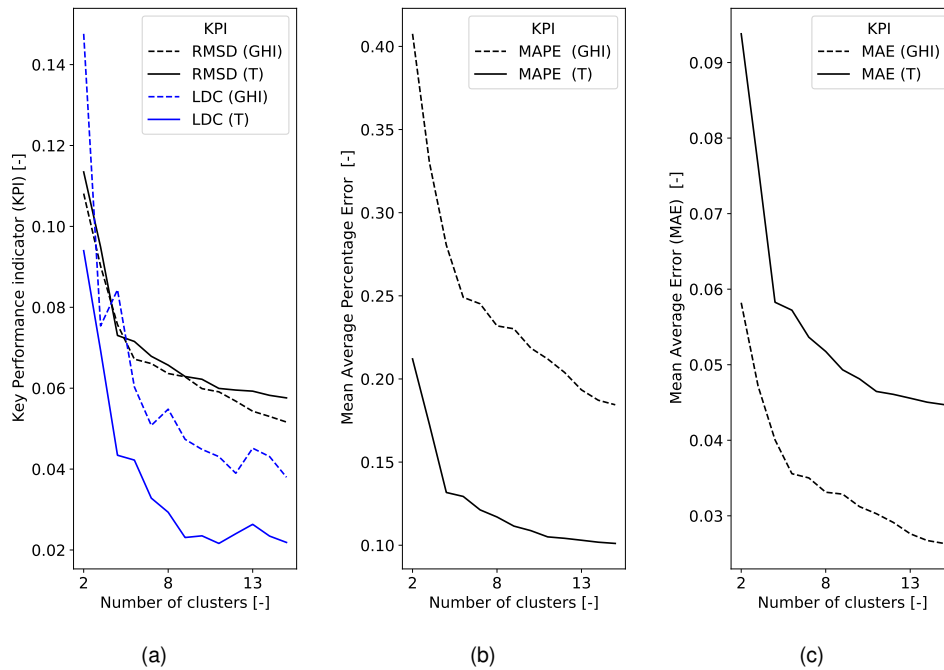 KPI
RMSD (GHI)
RMSD (T)
LDC (GHI)
LDC (T)
Key Performance indicator (KPI) [-]
0.14
0.12
0.10
0.08
0.06
0.04
0.02
2
8
13
Number of clusters [-]
(a)
KPI
MAPE (GHI)
MAPE (T)
Mean Average Percentage Error [-]
0.40
0.35
0.30
0.25
0.20
0.15
0.10
2
8
13
Number of clusters [-]
(b)
KPI
MAE (GHI)
MAE (T)
Mean Average Error (MAE) [-]
0.09
0.08
0.07
0.06
0.05
0.04
0.03
2
8
13
Number of clusters [-]
(c)